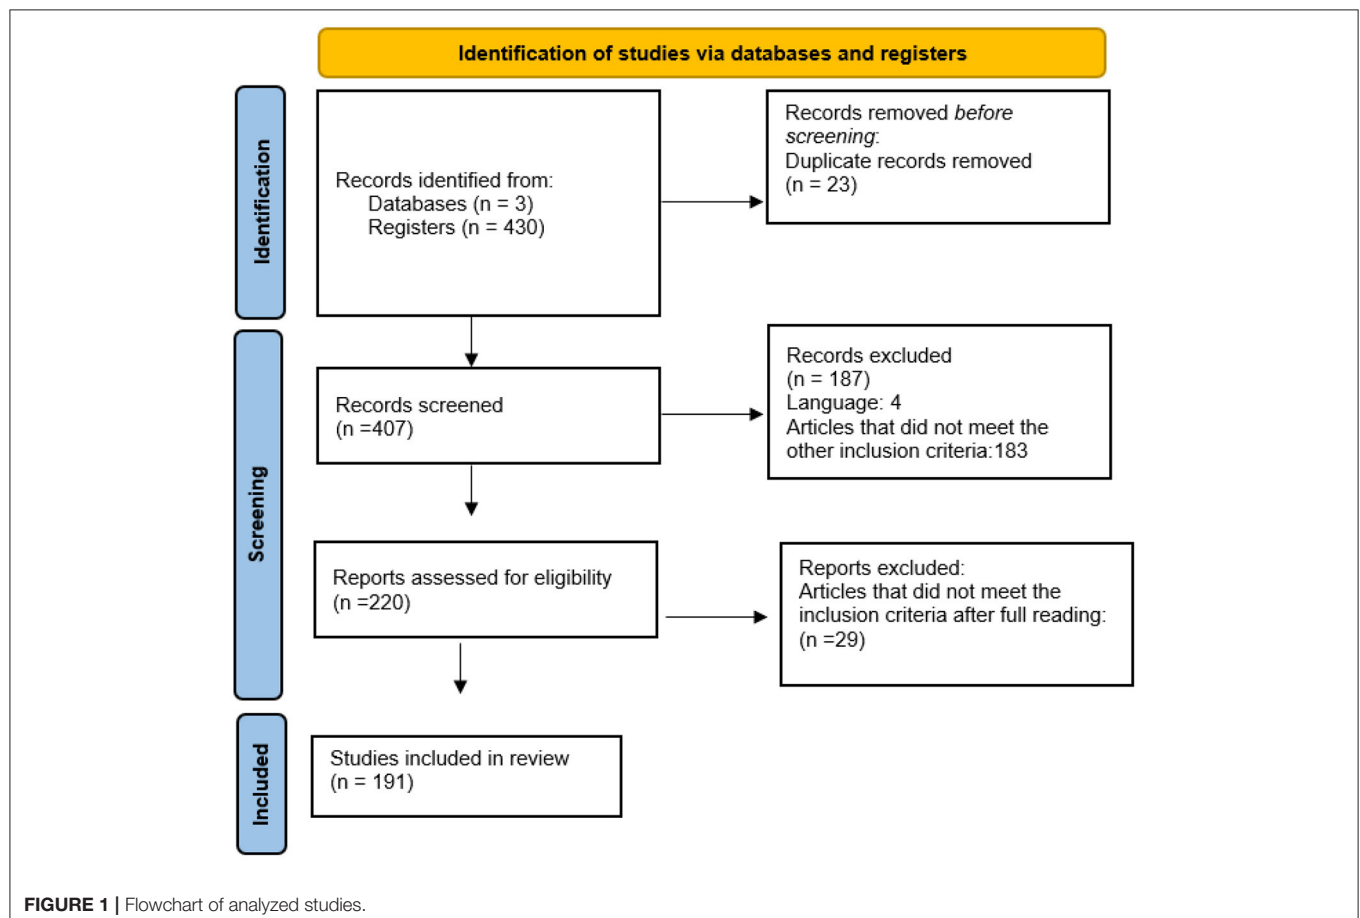 Identification of studies via databases and registers
Identification
Records identified from:
Databases (n = 3)
Registers (n = 430)
Records removed before
screening:
Duplicate records removed
(n = 23)
Screening
Records screened
(n =407)
Records excluded
(n = 187)
Language: 4
Articles that did not meet the
other inclusion criteria:183
Reports assessed for eligibility
(n =220)
Reports excluded:
Articles that did not meet the
inclusion criteria after full reading:
(n =29)
Included
Studies included in review
(n = 191)
FIGURE 1 | Flowchart of analyzed studies.